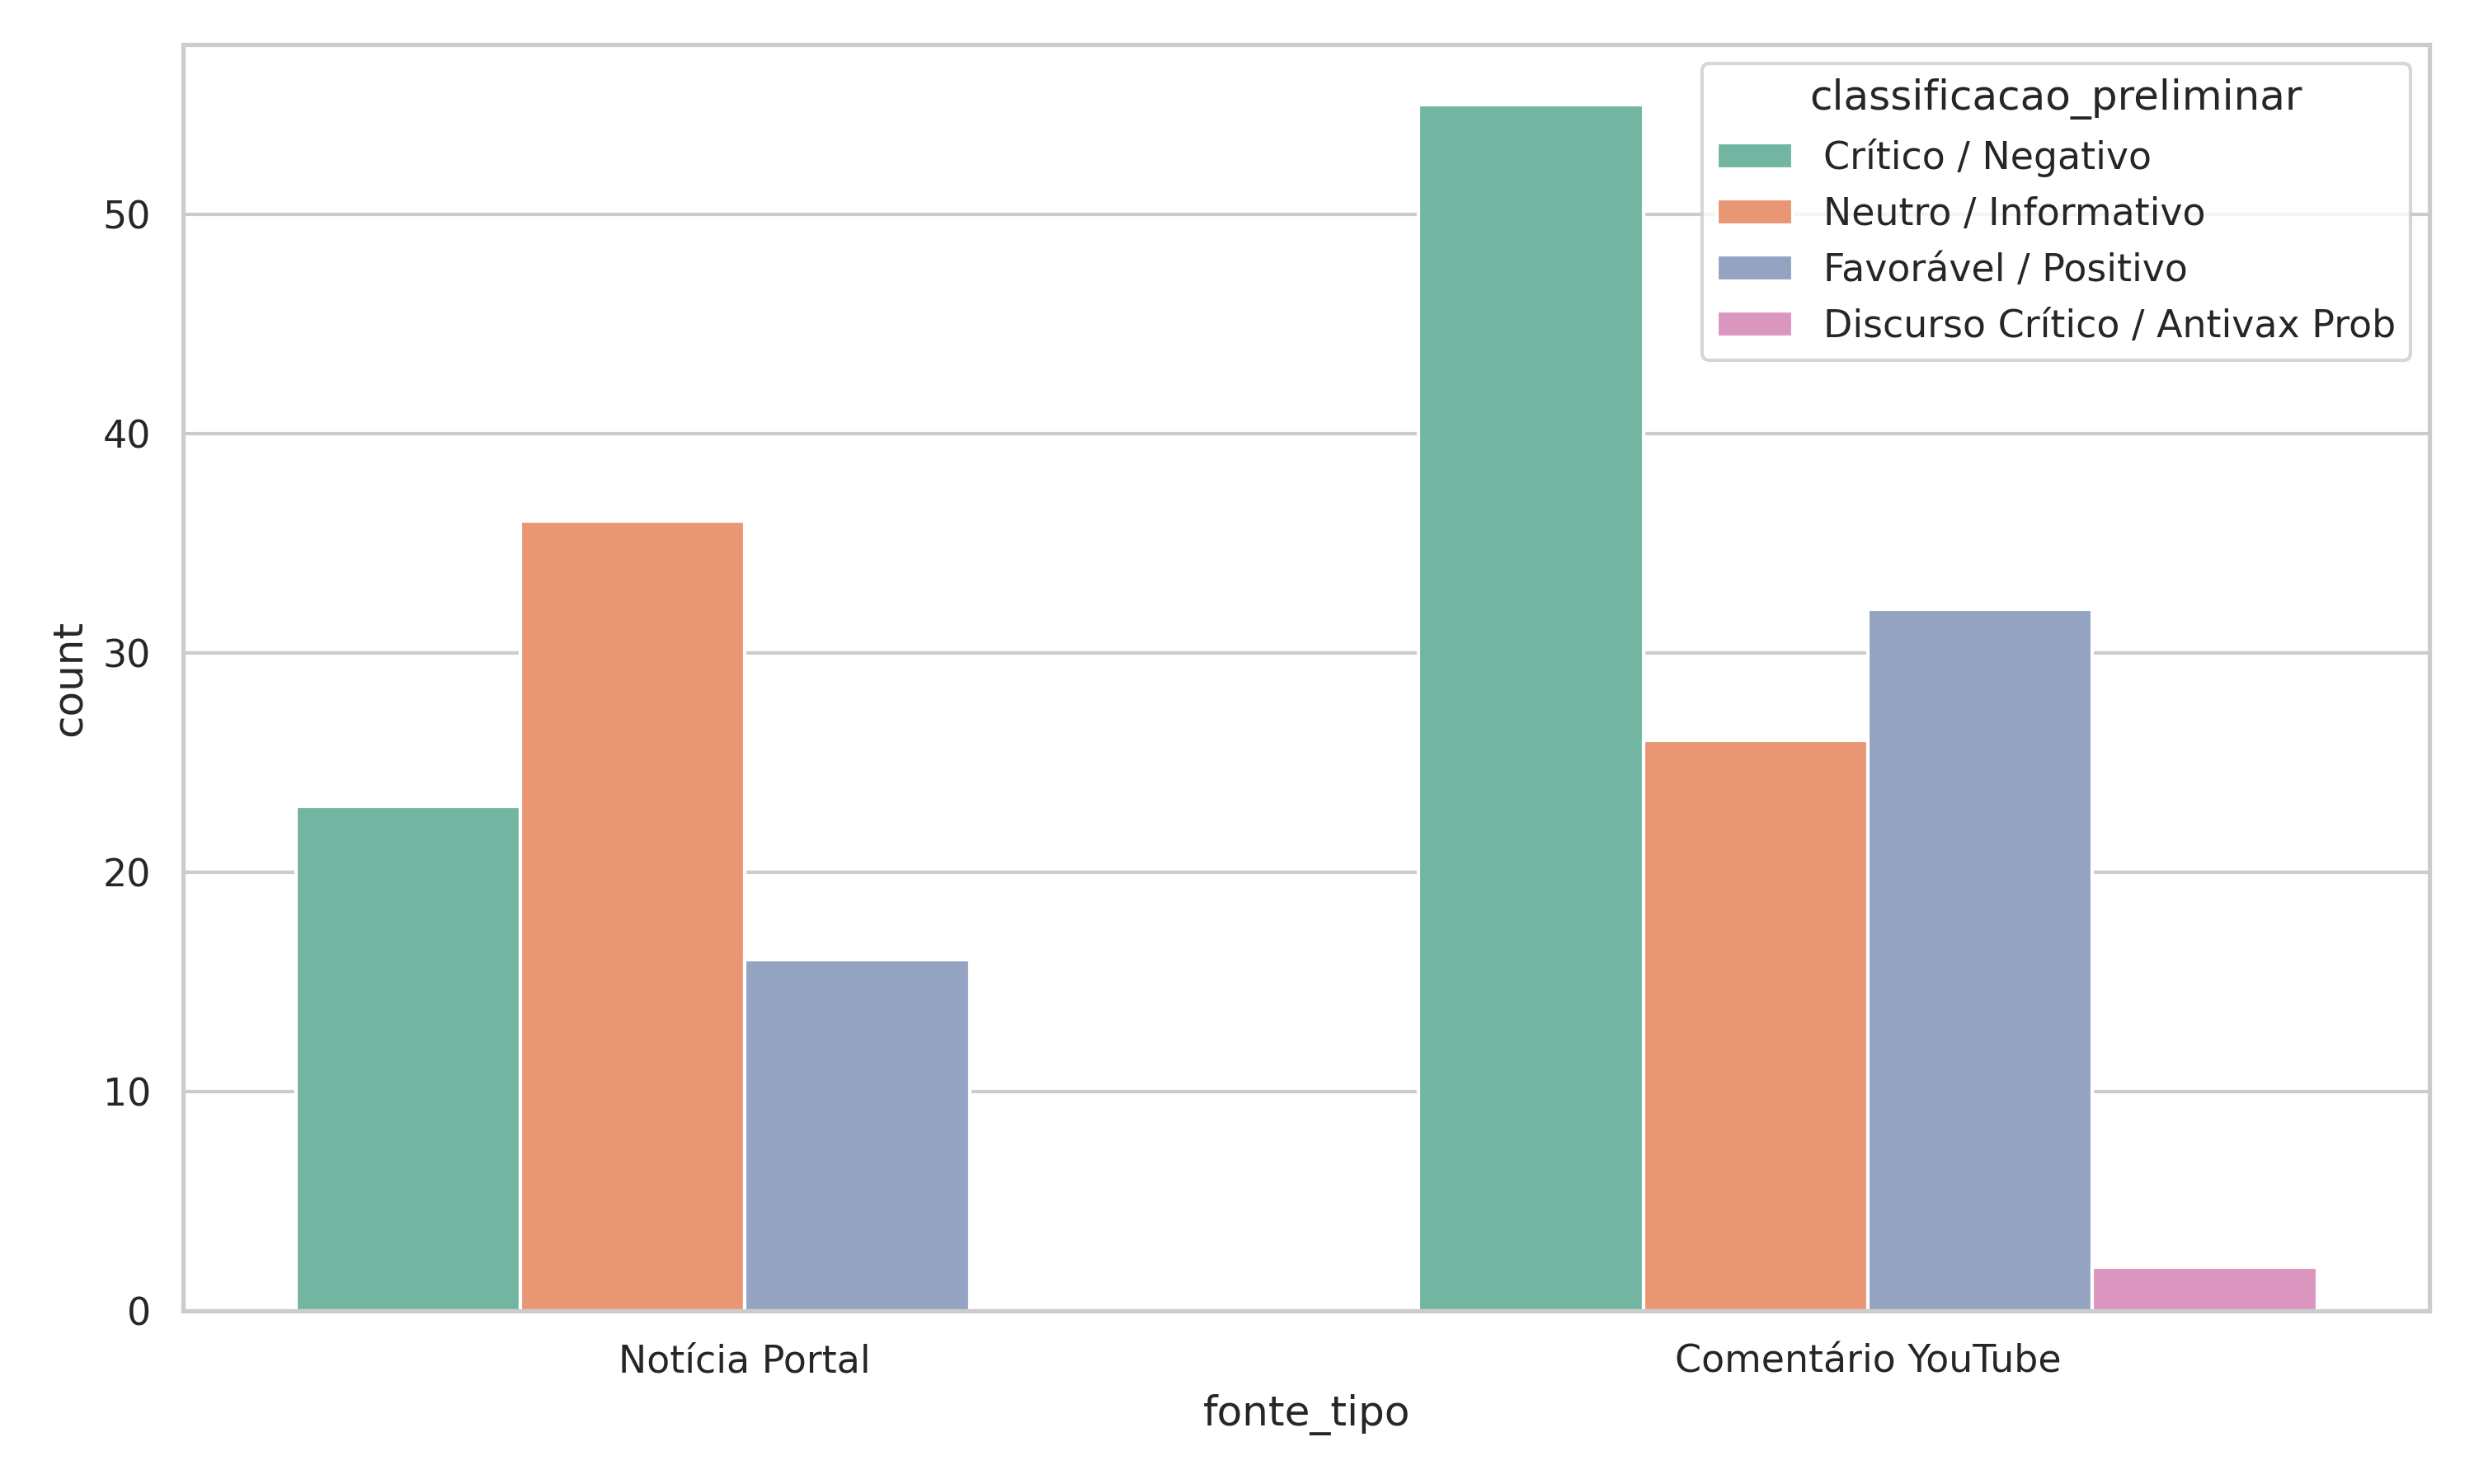 classificacao_preliminar
Crítico / Negativo
Neutro / Informativo
Favorável / Positivo
Discurso Crítico / Antivax Prob
50
40
30
20
10
0
count
Notícia Portal
Comentário YouTube
fonte_tipo